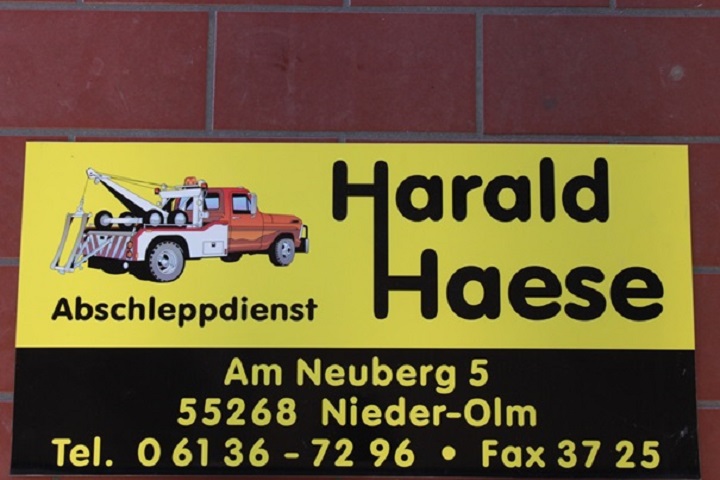 Harald
Haese
Abschleppdienst
Am Neuberg 5
55268 Nieder-Olm
Tel. 0 61 36 - 72 96 • Fax 37 25